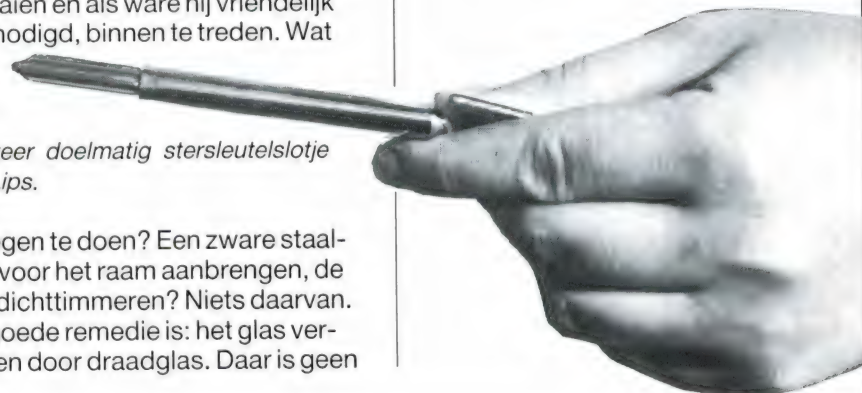 als ware hij vriendelijk
nodigd, binnen te treden. Wat
eer doelmatig stersleutelslotje
ips.
gen te doen? Een zware staal-
voor het raam aanbrengen, de
dichttimmeren? Niets daarvan.
oede remedie is: het glas ver-
en door draadglas. Daar is geen